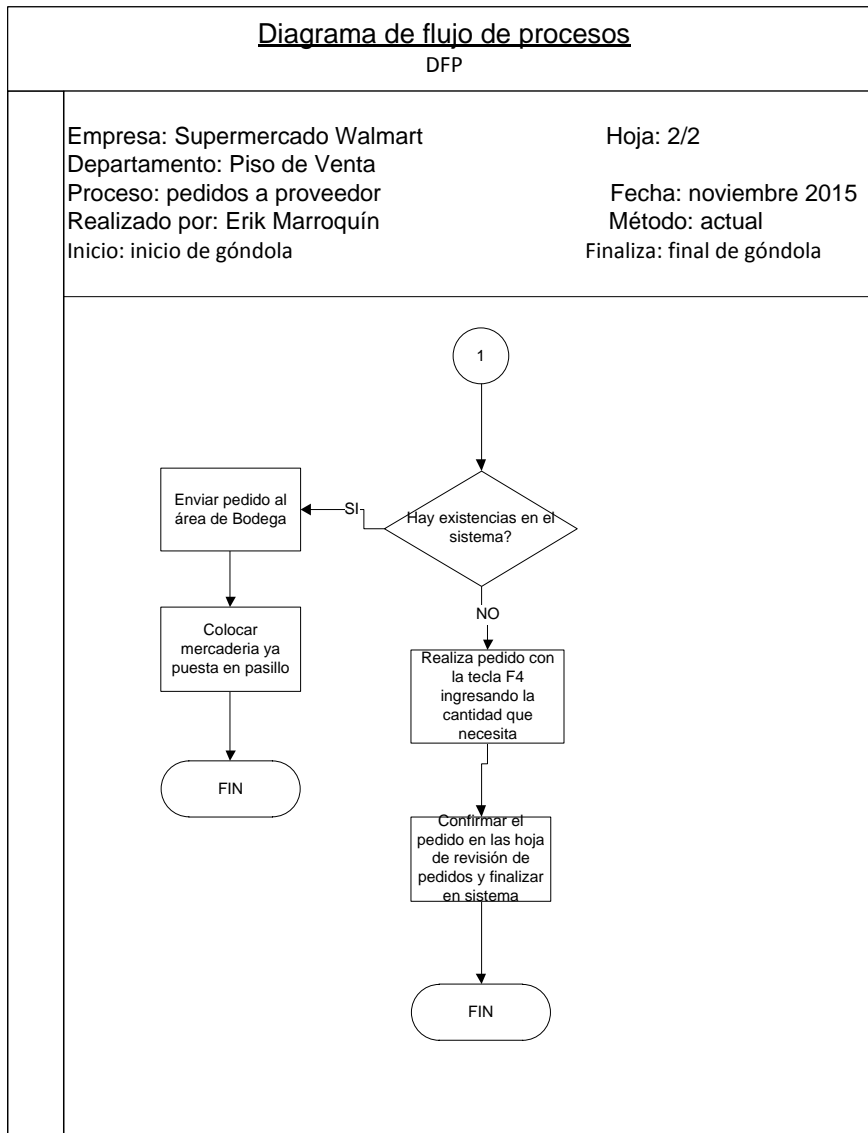 Diagrama de flujo de procesos
DFP
Empresa: Supermercado Walmart
Hoja: 2/2
Departamento: Piso de Venta
Proceso: pedidos a proveedor
Fecha: noviembre 2015
Realizado por: Erik Marroquín
Método: actual
Inicio: inicio de góndola
Finaliza: final de góndola
1
Hay existencias en el
sistema?
SI
Enviar pedido al
área de Bodega
Colocar
mercaderia ya
puesta en pasillo
FIN
NO
Realiza pedido con
la tecla F4
ingresando la
cantidad que
necesita
Confirmar el
pedido en las hoja
de revisión de
pedidos y finalizar
en sistema
FIN